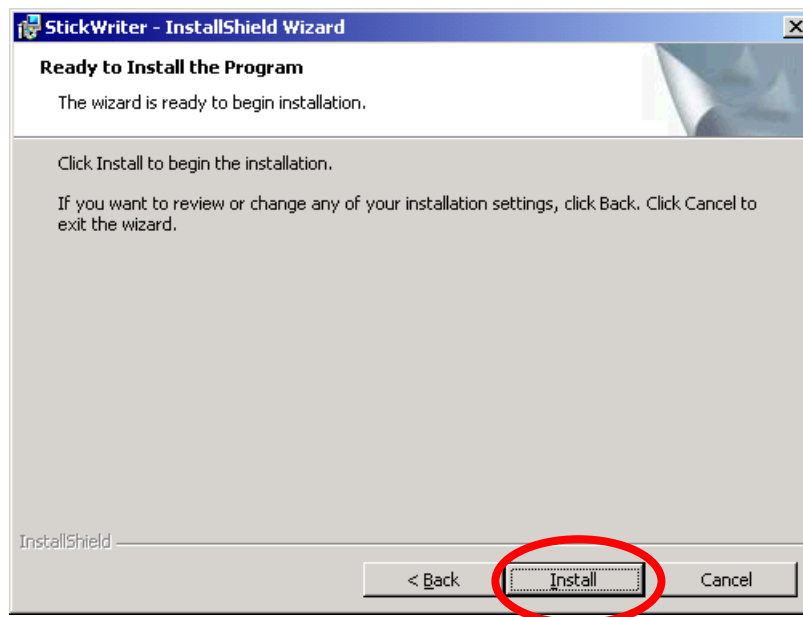 StickWriter - InstallShield Wizard
Ready to Install the Program
The wizard is ready to begin installation.
Click Install to begin the installation.
If you want to review or change any of your installation settings, click Back. Click Cancel to
exit the wizard.
InstallShield
< Back
Install
Cancel